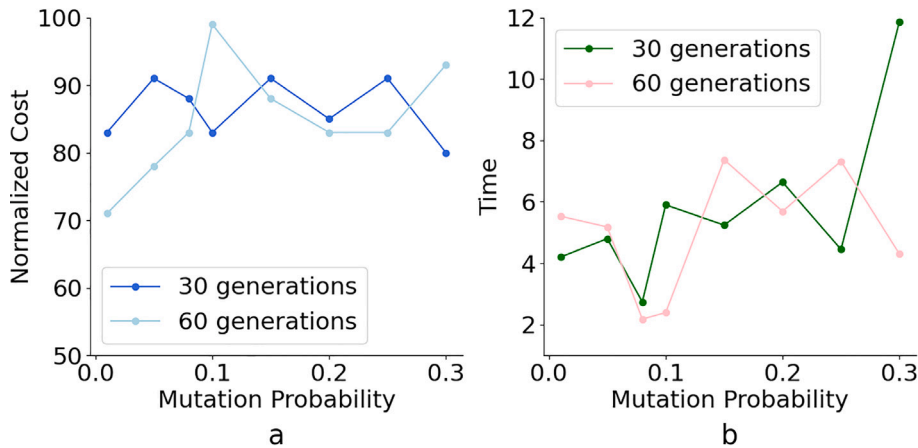 100
90
80
70
60
50
Normalized Cost
30 generations
60 generations
0.0 0.1 0.2 0.3
Mutation Probability
a
12
10
8
6
4
2
Time
30 generations
60 generations
0.0 0.1 0.2 0.3
Mutation Probability
b